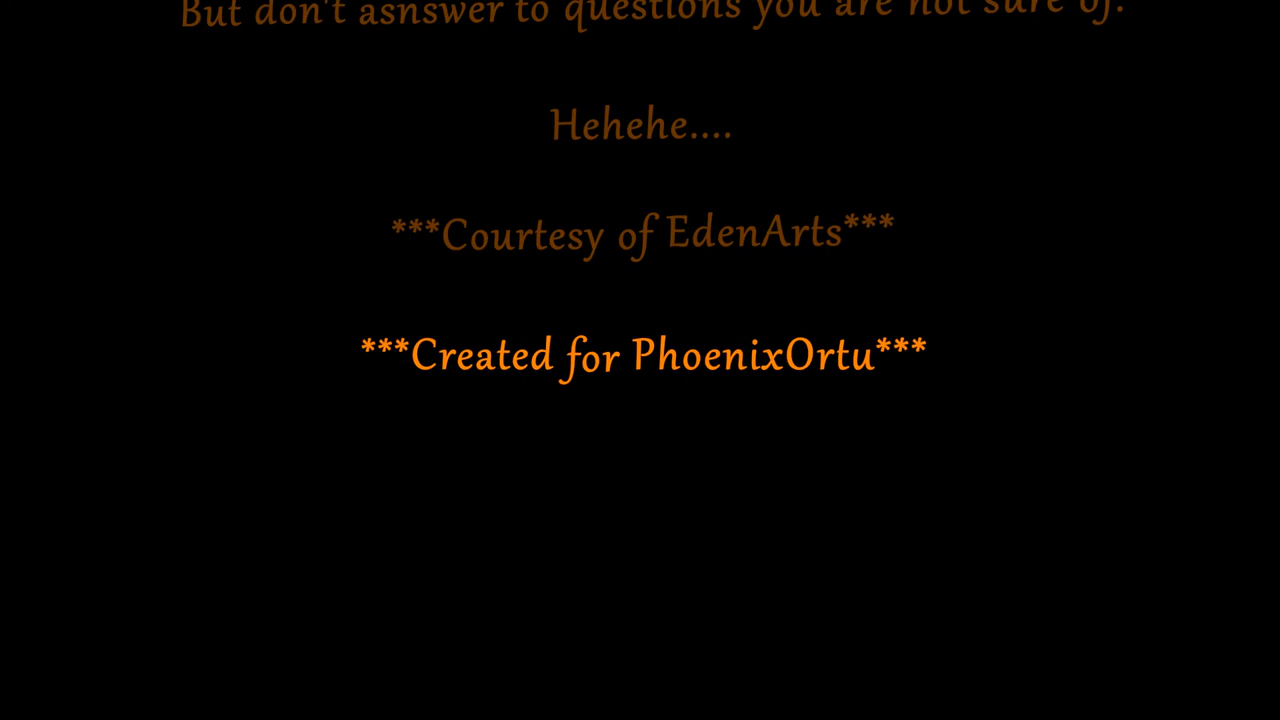 But don't asnswer to questions you are not sure of.
Hehehe....
***Courtesy of EdenArts***
***Created for PhoenixOrtu***